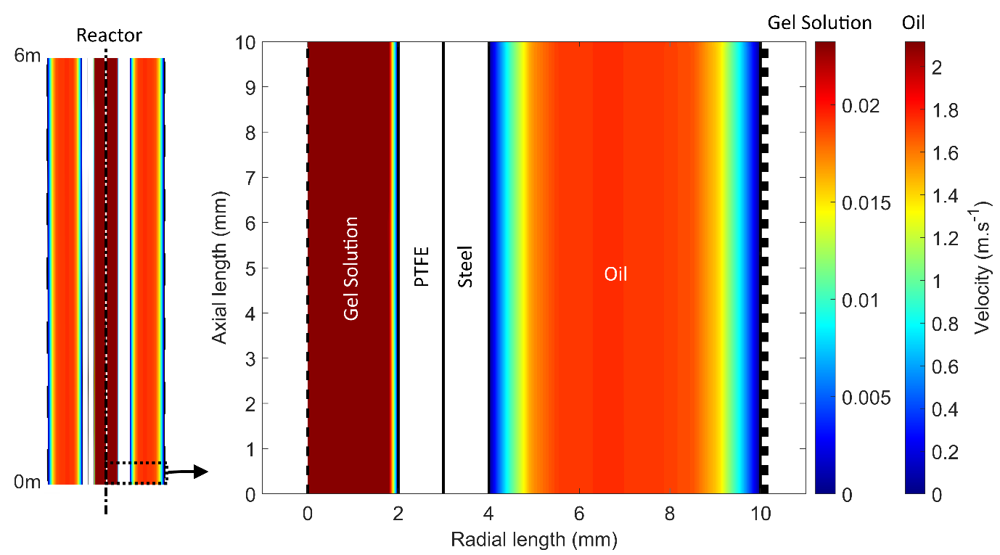 Reactor
6m
0m
Gel Solution
Oil
10
9
8
7
6
5
4
3
2
1
0
Axial length (mm)
Gel Solution
PTFE
Steel
Oil
0
2
4
6
8
10
Radial length (mm)
0.02
0.015
0.01
0.005
0
2
1.8
1.6
1.4
1.2
1
0.8
0.6
0.4
0.2
0
Velocity (m.s⁻¹)